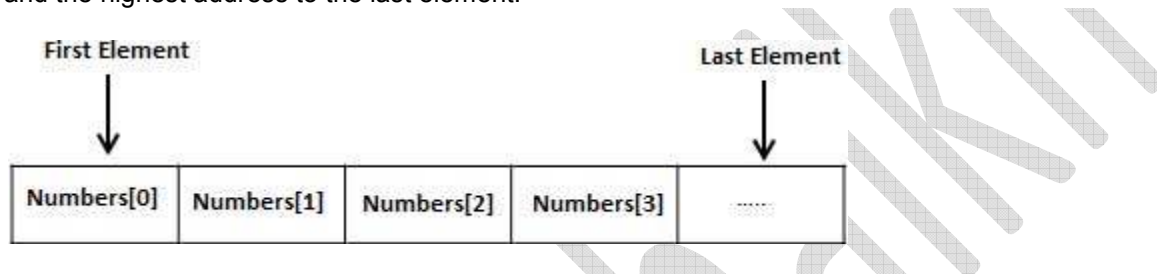 and the highest address to the last element.
First Element
Last Element
Numbers[0] Numbers[1] Numbers[2] Numbers[3] .....